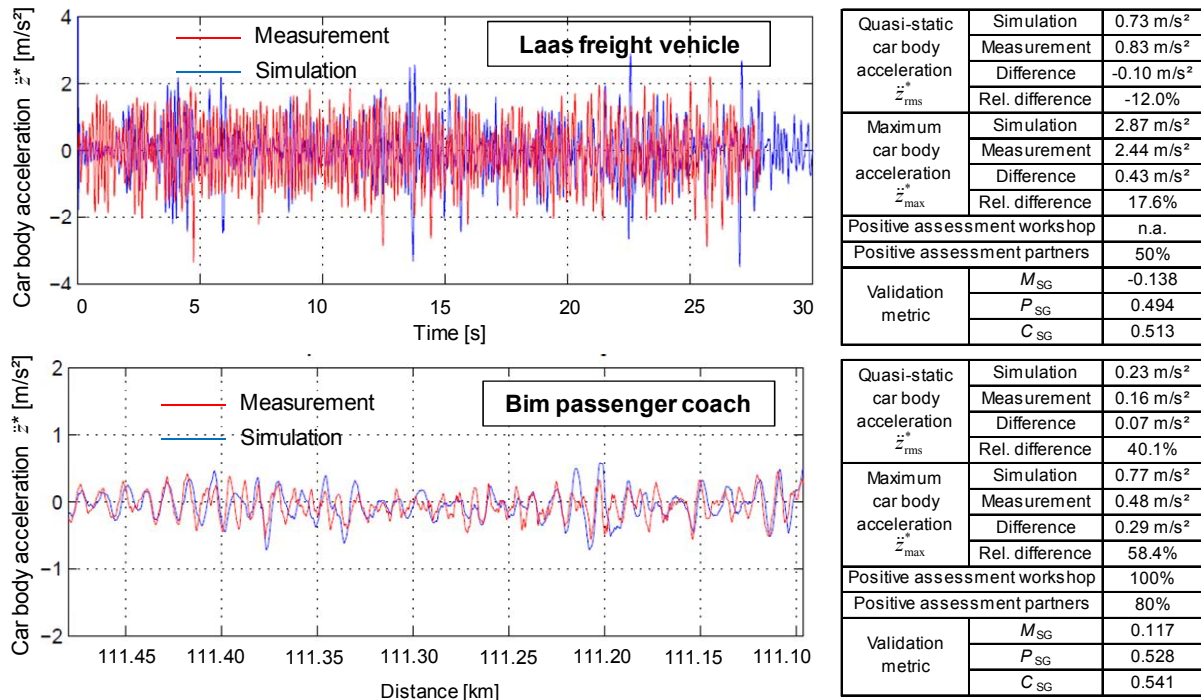 Car body acceleration z̈* [m/s²]
4
2
0
−2
−4
Measurement
Simulation
Laas freight vehicle
0 5 10 15 20 25 30
Time [s]
Quasi-static car body acceleration z̈*rms
Simulation 0.73 m/s²
Measurement 0.83 m/s²
Difference -0.10 m/s²
Rel. difference -12.0%
Maximum car body acceleration z̈*max
Simulation 2.87 m/s²
Measurement 2.44 m/s²
Difference 0.43 m/s²
Rel. difference 17.6%
Positive assessment workshop n.a.
Positive assessment partners 50%
Validation metric
M SG -0.138
P SG 0.494
C SG 0.513
Car body acceleration z̈* [m/s²]
2
1
0
−1
−2
Measurement
Simulation
Bim passenger coach
111.45 111.40 111.35 111.30 111.25 111.20 111.15 111.10
Distance [km]
Quasi-static car body acceleration z̈*rms
Simulation 0.23 m/s²
Measurement 0.16 m/s²
Difference 0.07 m/s²
Rel. difference 40.1%
Maximum car body acceleration z̈*max
Simulation 0.77 m/s²
Measurement 0.48 m/s²
Difference 0.29 m/s²
Rel. difference 58.4%
Positive assessment workshop 100%
Positive assessment partners 80%
Validation metric
M SG 0.117
P SG 0.528
C SG 0.541